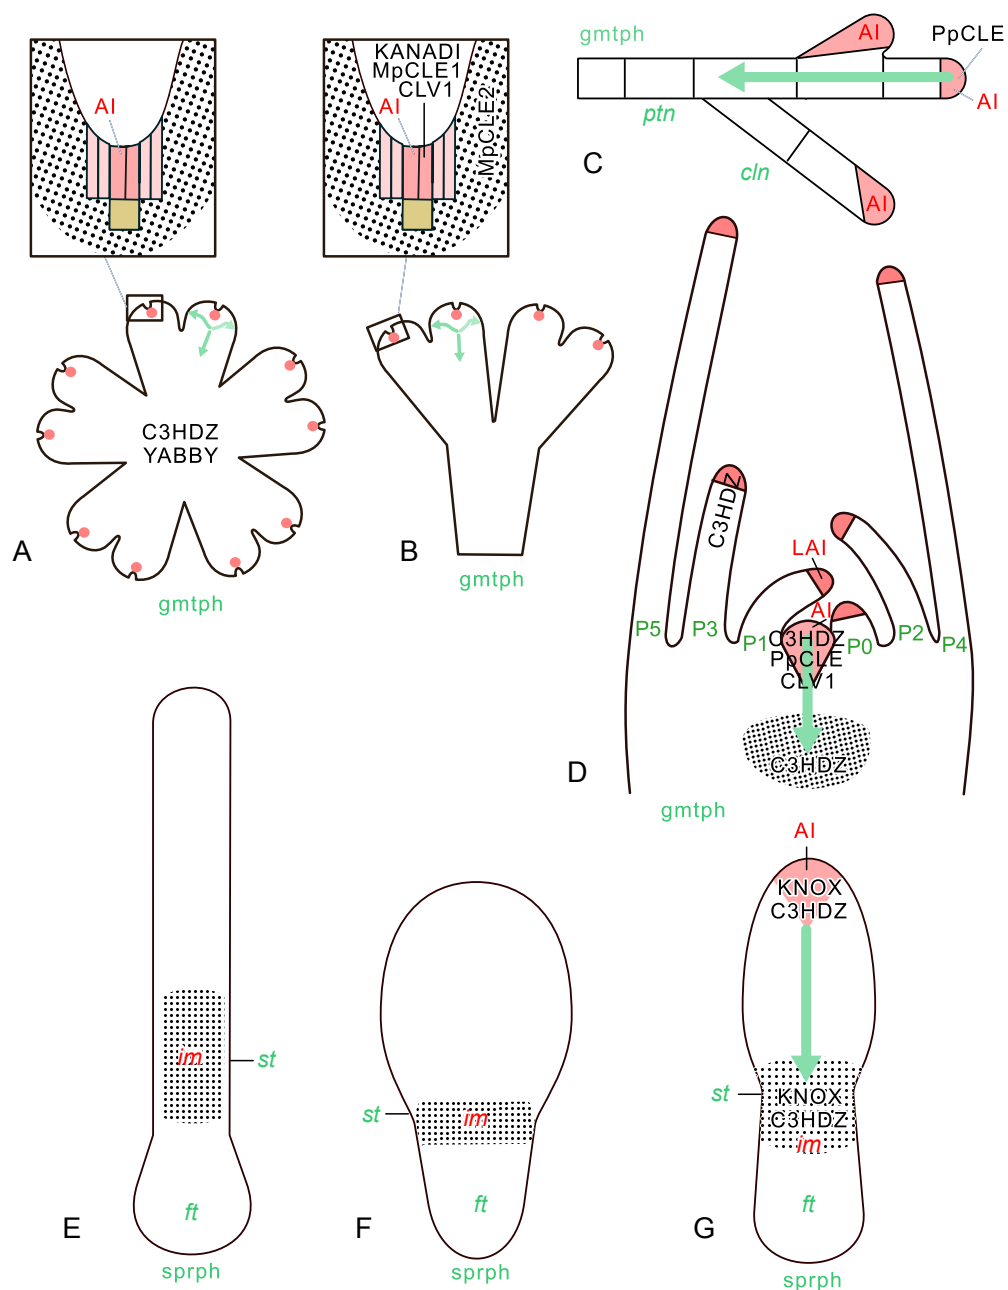 AI
A
C3HDZ
YABBY
gmtph
KANADI
MpCLE1
CLV1
AI
MpCLE2
B
gmtph
gmtph
AI
PpCLE
AI
ptn
C
cln
AI
C3HDZ
LAI
AI
P5
P3
P1
C3HDZ
P0
P2
P4
PpCLE
CLV1
C3HDZ
D
gmtph
im
st
ft
E
sprph
st
im
ft
F
sprph
AI
KNOX
C3HDZ
st
KNOX
C3HDZ
im
ft
G
sprph